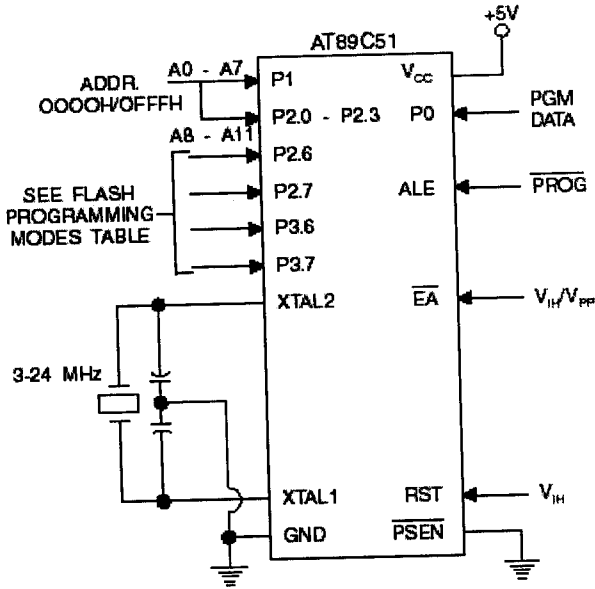 +5V
AT89C51
A0 - A7
ADDR.
OOOOH/OFFFH
P1
VCC
P2.0 - P2.3
P0
PGM
DATA
A8 - A11
P2.6
SEE FLASH
PROGRAMMING
MODES TABLE
P2.7
ALE
PROG
P3.6
P3.7
XTAL2
EA
VIH/VPP
3-24 MHz
XTAL1
RST
VIH
GND
PSEN